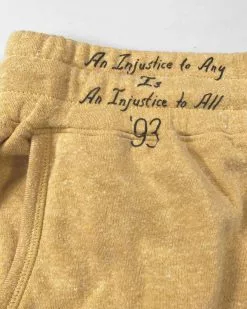 An Injustice to Any
Is
An Injustice to All
'93